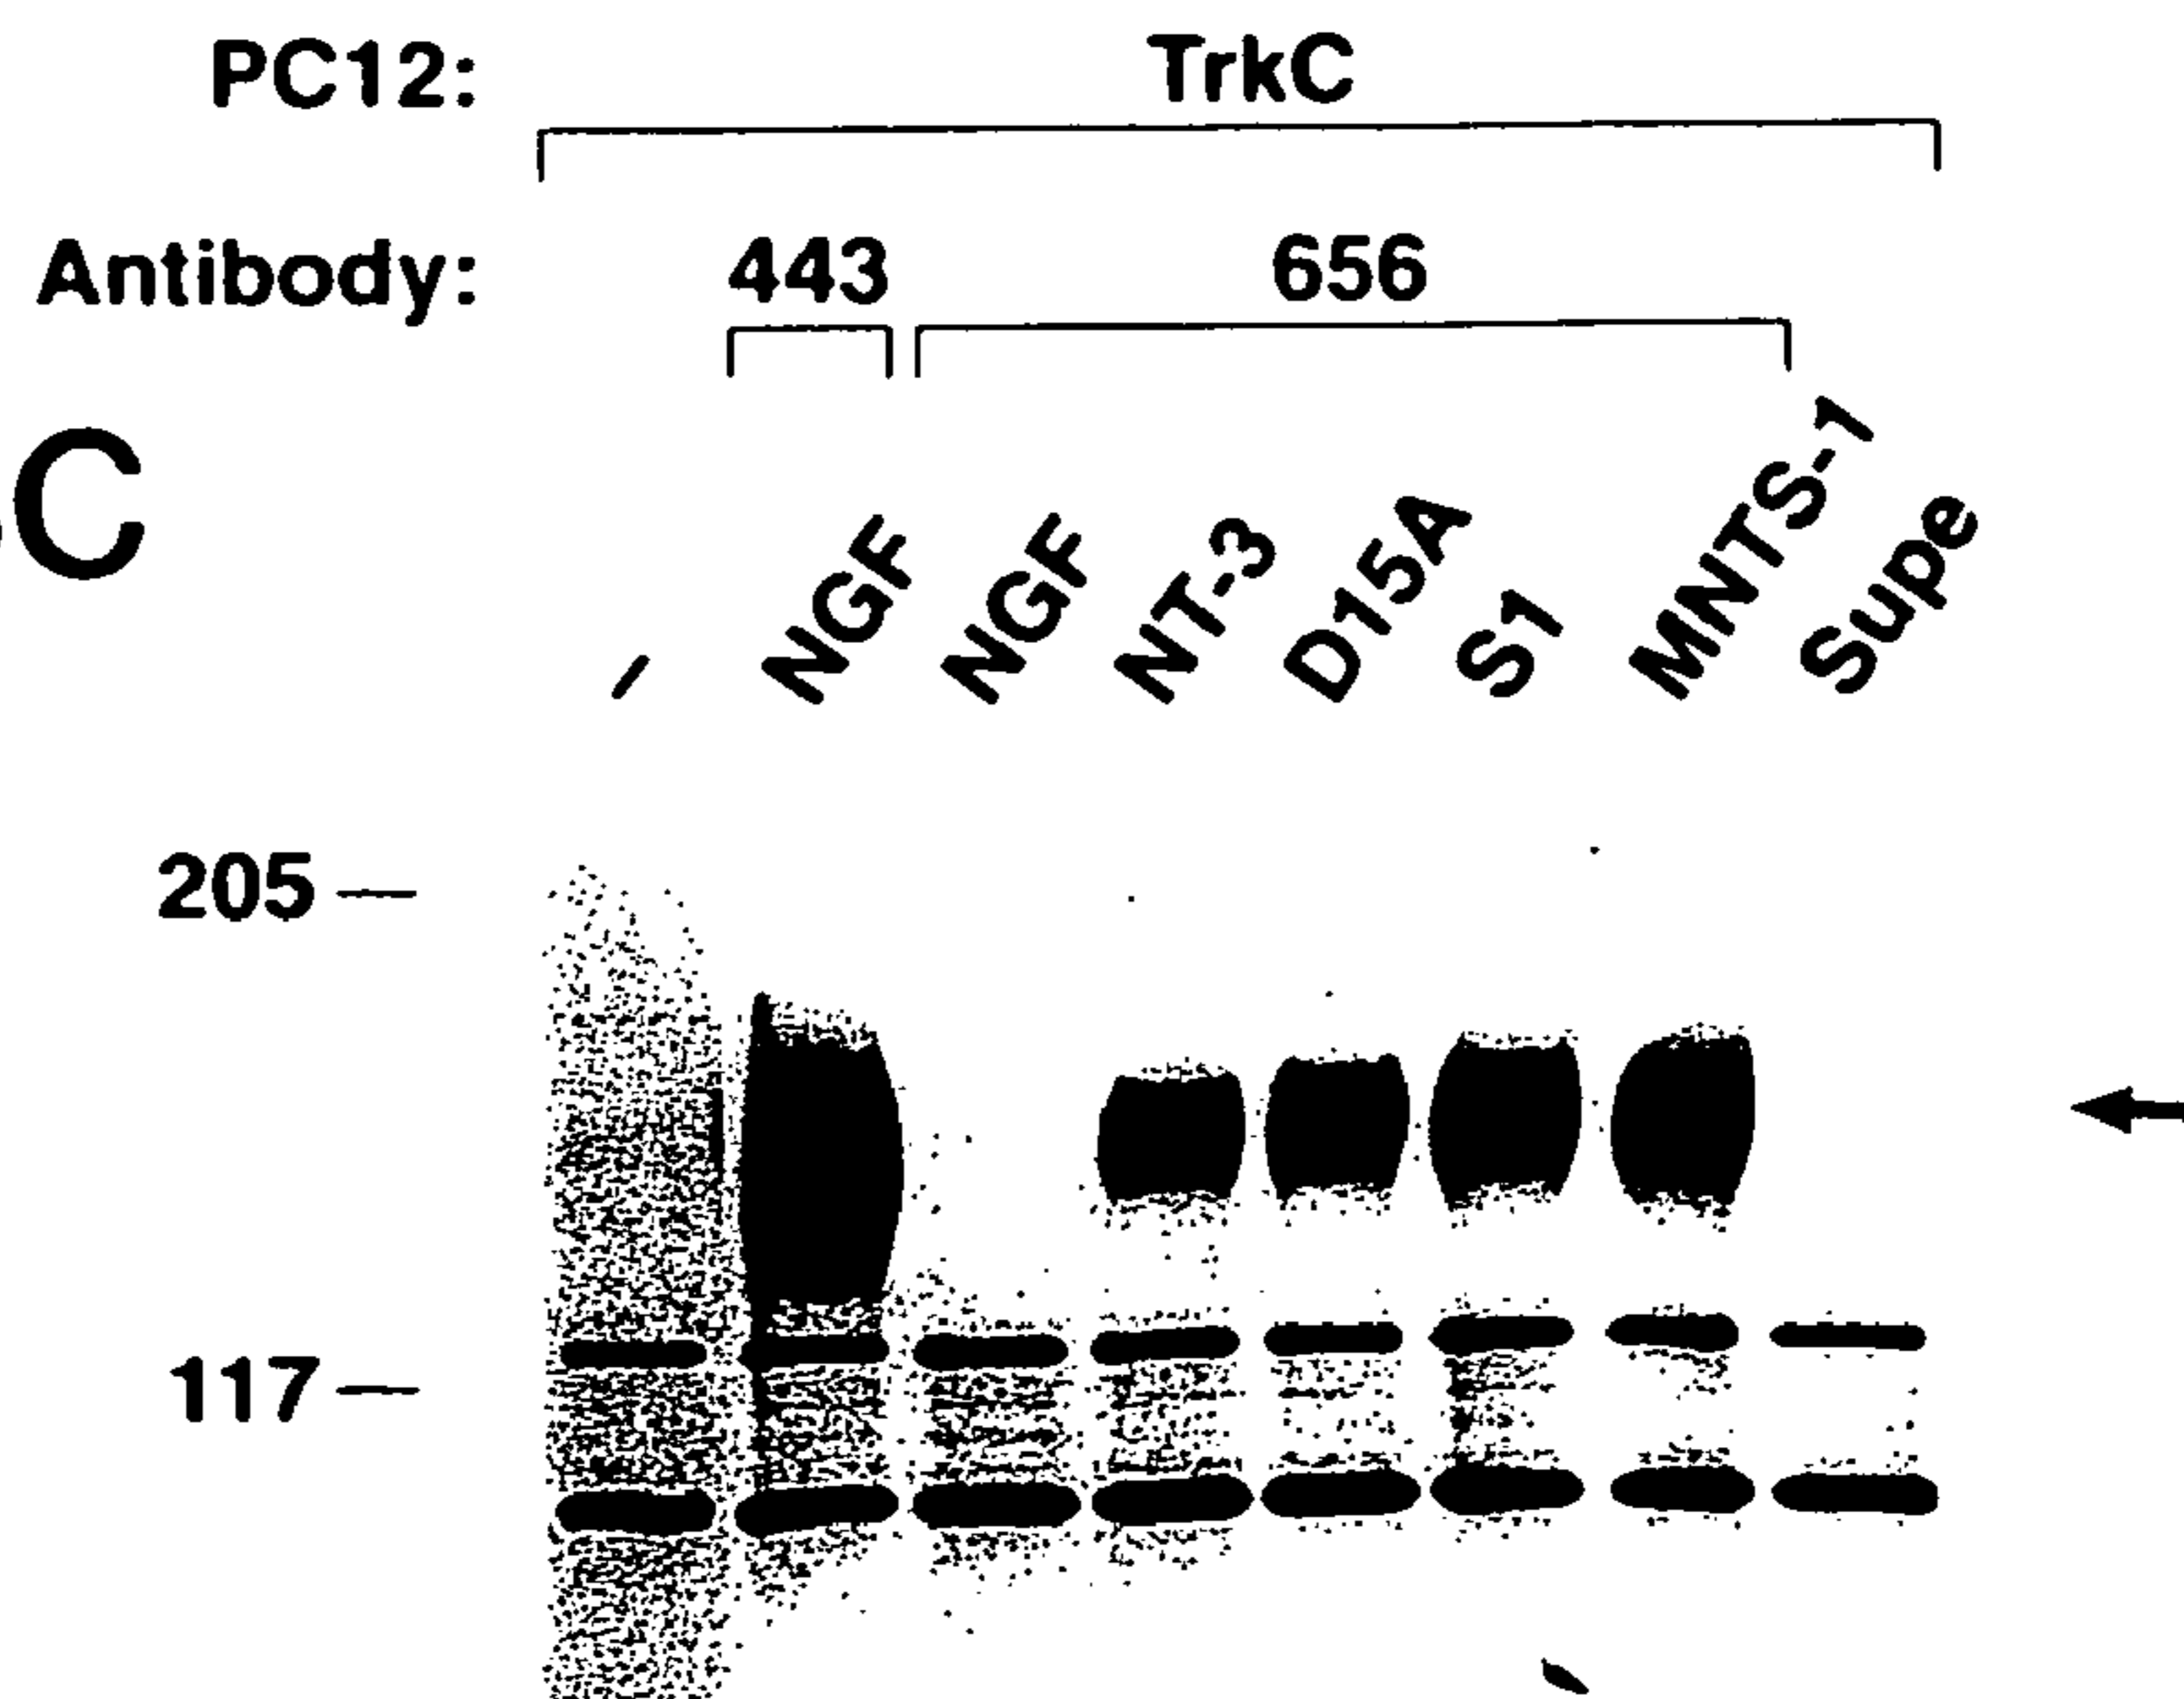 PC12: TrkC
Antibody: 443 656
C
- NGF NGF NT-3 D15A S1 MNTS-1 Supe
205
117